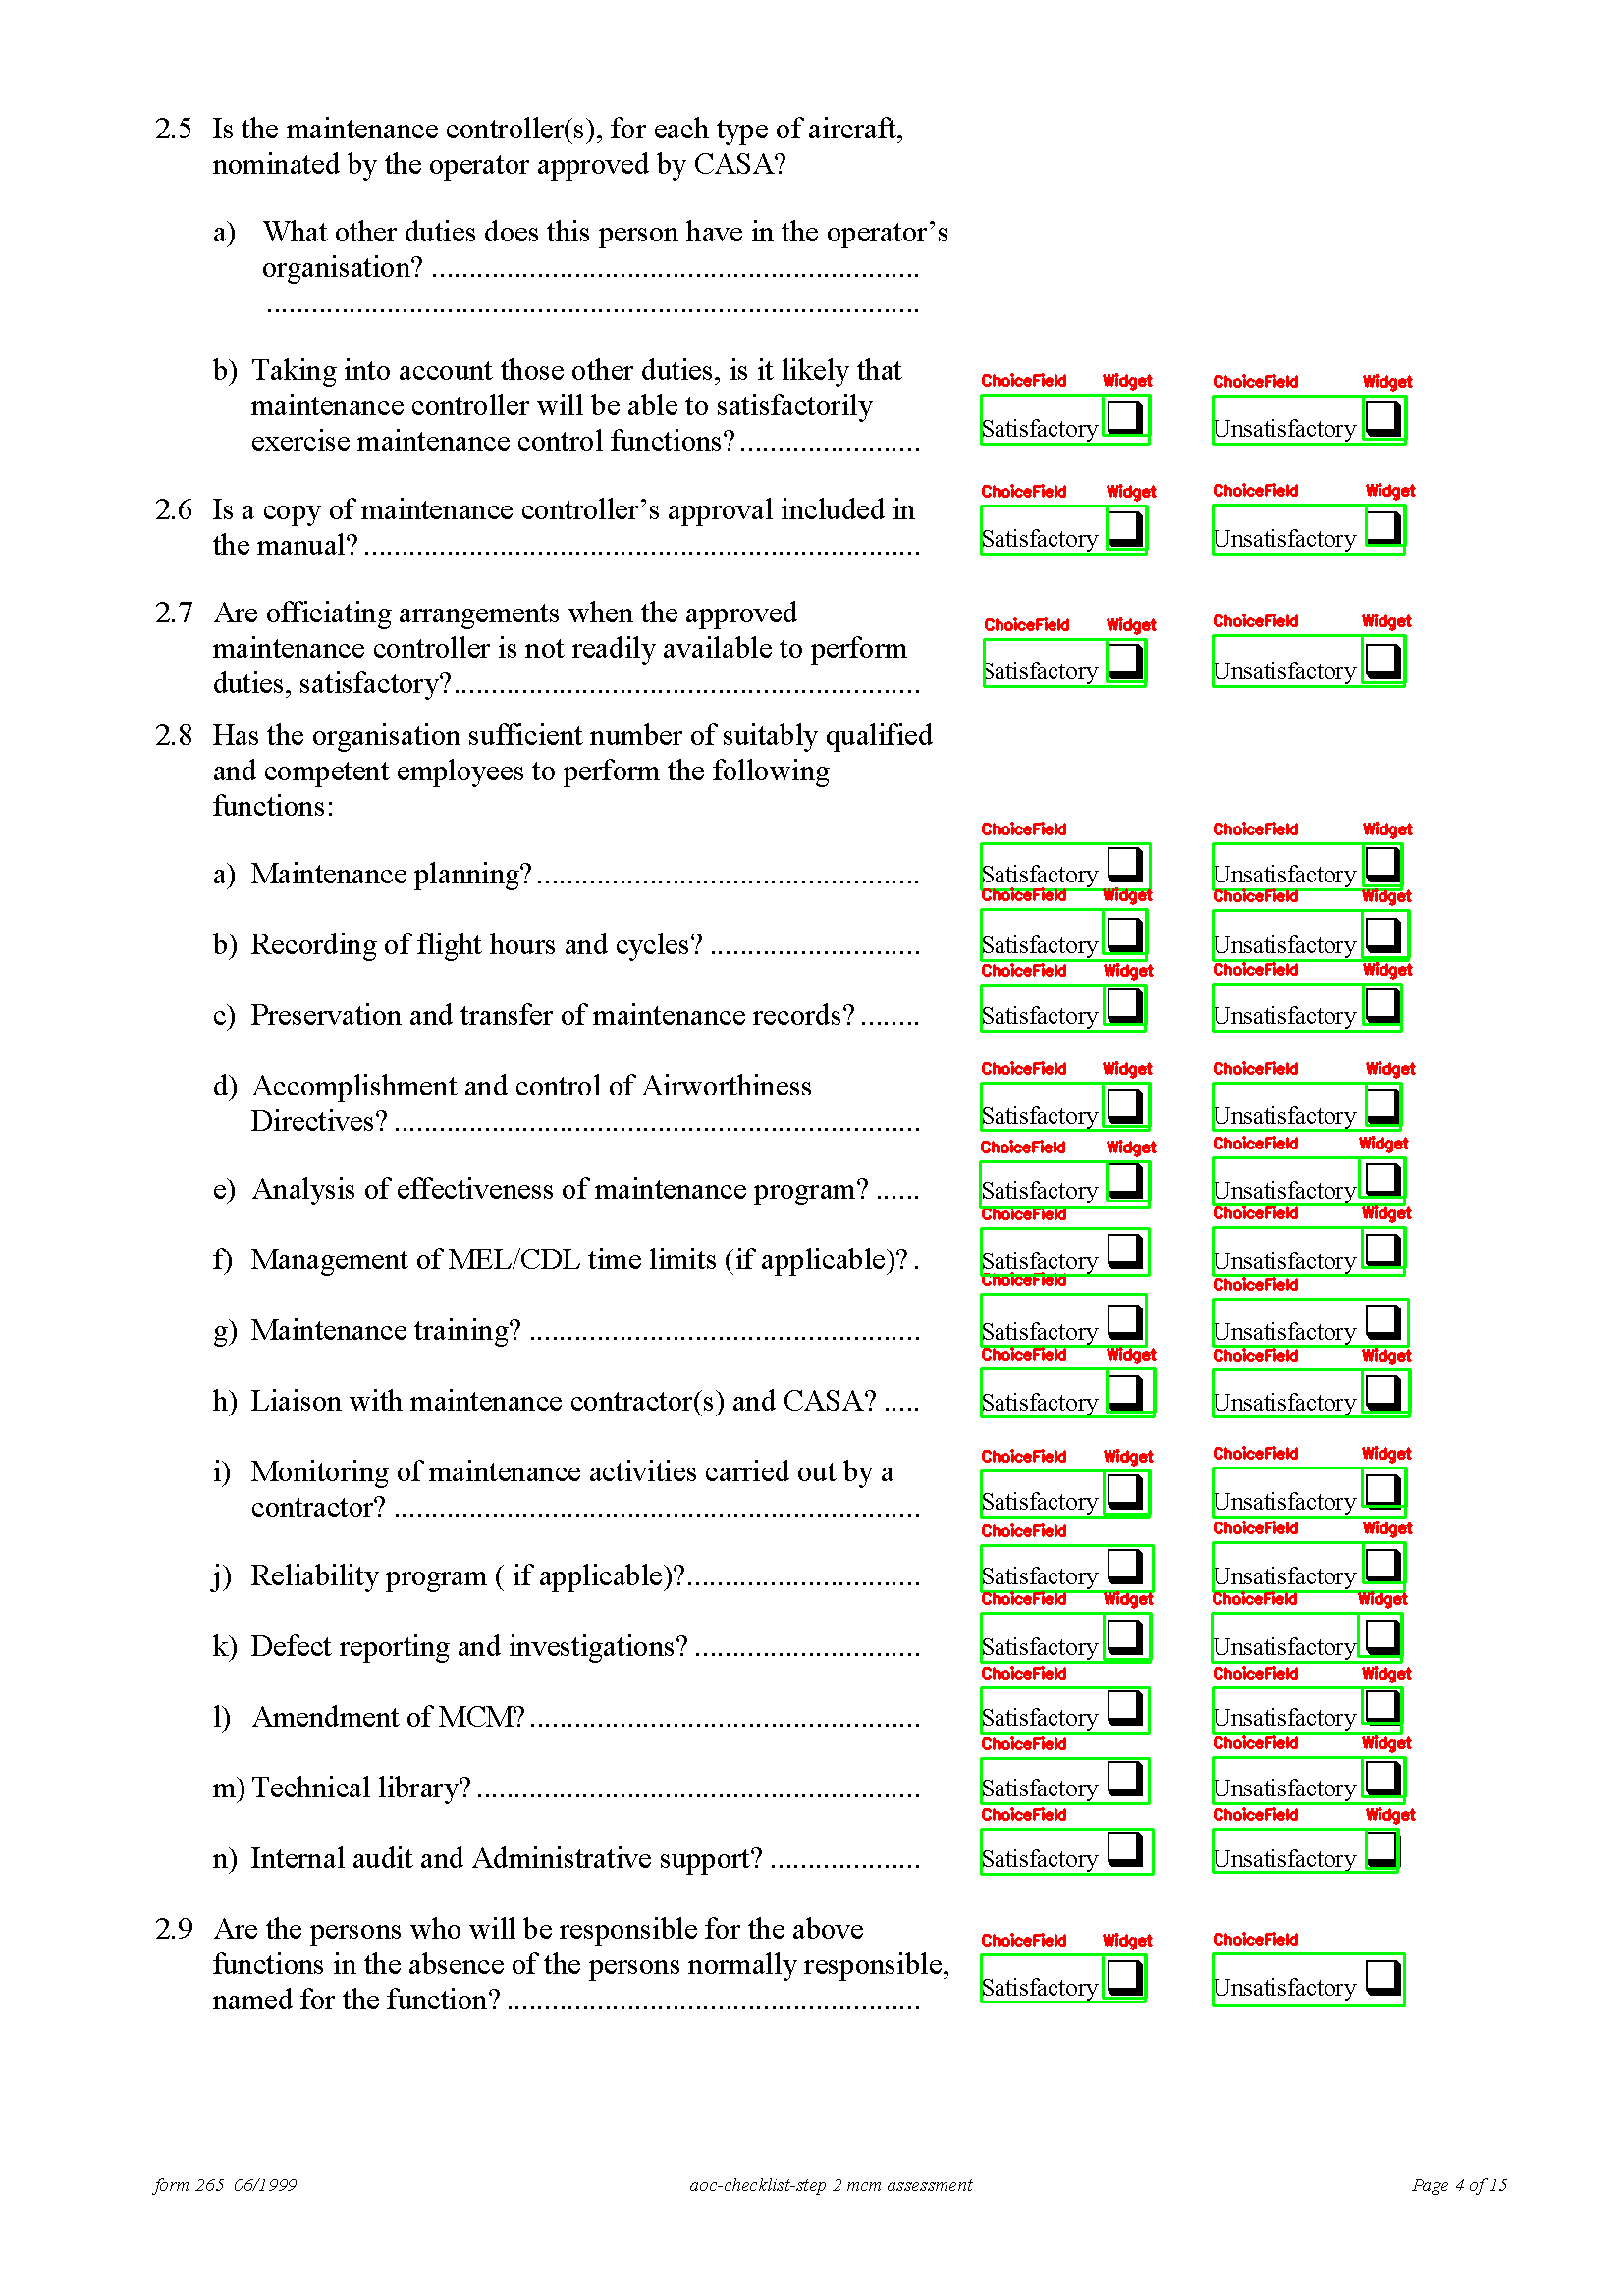 2.5 Is the maintenance controller(s), for each type of aircraft,
nominated by the operator approved by CASA?
a) What other duties does this person have in the operator's
organisation? .................................................................
.......................................................................................
b) Taking into account those other duties, is it likely that
maintenance controller will be able to satisfactorily
exercise maintenance control functions? ........................
ChoiceField Widget ChoiceField Widget
Satisfactory Unsatisfactory
2.6 Is a copy of maintenance controller's approval included in
the manual? ..........................................................................
ChoiceField Widget ChoiceField Widget
Satisfactory Unsatisfactory
2.7 Are officiating arrangements when the approved
maintenance controller is not readily available to perform
duties, satisfactory?..............................................................
ChoiceField Widget ChoiceField Widget
Satisfactory Unsatisfactory
2.8 Has the organisation sufficient number of suitably qualified
and competent employees to perform the following
functions:
ChoiceField ChoiceField Widget
a) Maintenance planning? ................................................... Satisfactory Unsatisfactory
ChoiceField Widget ChoiceField Widget
b) Recording of flight hours and cycles? ............................ Satisfactory Unsatisfactory
ChoiceField Widget ChoiceField Widget
c) Preservation and transfer of maintenance records? ........ Satisfactory Unsatisfactory
ChoiceField Widget ChoiceField Widget
d) Accomplishment and control of Airworthiness
Directives? ...................................................................... Satisfactory Unsatisfactory
ChoiceField Widget ChoiceField Widget
e) Analysis of effectiveness of maintenance program? ...... Satisfactory Unsatisfactory
ChoiceField ChoiceField Widget
f) Management of MEL/CDL time limits (if applicable)? . Satisfactory Unsatisfactory
ChoiceField ChoiceField
g) Maintenance training? .................................................... Satisfactory Unsatisfactory
ChoiceField Widget ChoiceField Widget
h) Liaison with maintenance contractor(s) and CASA? ..... Satisfactory Unsatisfactory
ChoiceField Widget ChoiceField Widget
i) Monitoring of maintenance activities carried out by a
contractor? ...................................................................... Satisfactory Unsatisfactory
ChoiceField ChoiceField Widget
j) Reliability program ( if applicable)?............................... Satisfactory Unsatisfactory
ChoiceField Widget ChoiceField Widget
k) Defect reporting and investigations? .............................. Satisfactory Unsatisfactory
ChoiceField ChoiceField Widget
l) Amendment of MCM? .................................................... Satisfactory Unsatisfactory
ChoiceField ChoiceField Widget
m) Technical library? ........................................................... Satisfactory Unsatisfactory
ChoiceField ChoiceField Widget
n) Internal audit and Administrative support? .................... Satisfactory Unsatisfactory
2.9 Are the persons who will be responsible for the above
functions in the absence of the persons normally responsible,
named for the function? .......................................................
ChoiceField Widget ChoiceField
Satisfactory Unsatisfactory
form 265 06/1999 aoc-checklist-step 2 mcm assessment Page 4 of 15